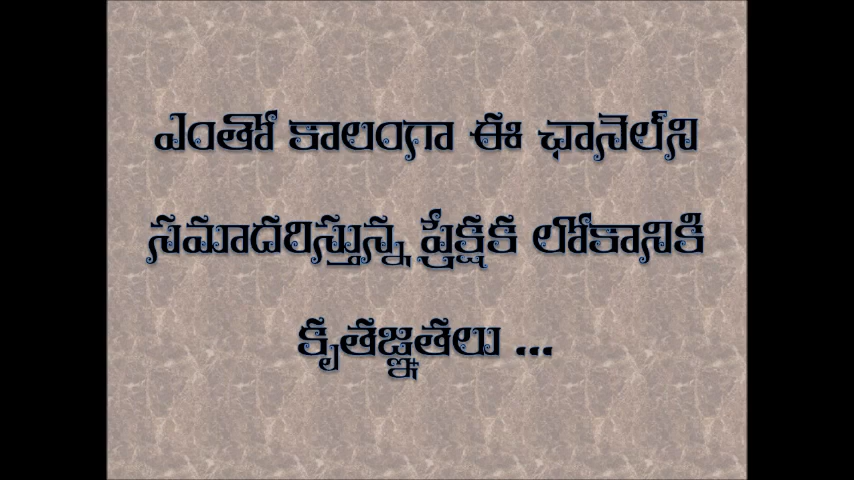 ఎంతో కాలంగా ఈ ఛానెల్‌ని
సమాదరిస్తున్న ప్రేక్షక లోకానికి
కృతజ్ఞతలు ...